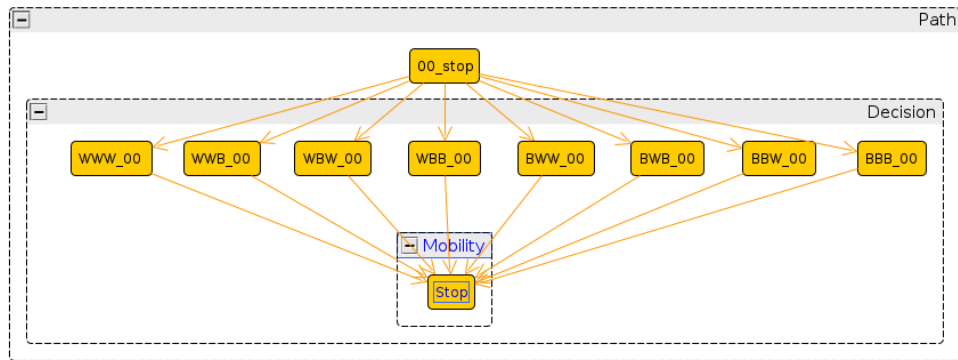 Path
00_stop
Decision
WWW_00 WWB_00 WBW_00 WBB_00 BWW_00 BWB_00 BBW_00 BBB_00
Mobility
Stop